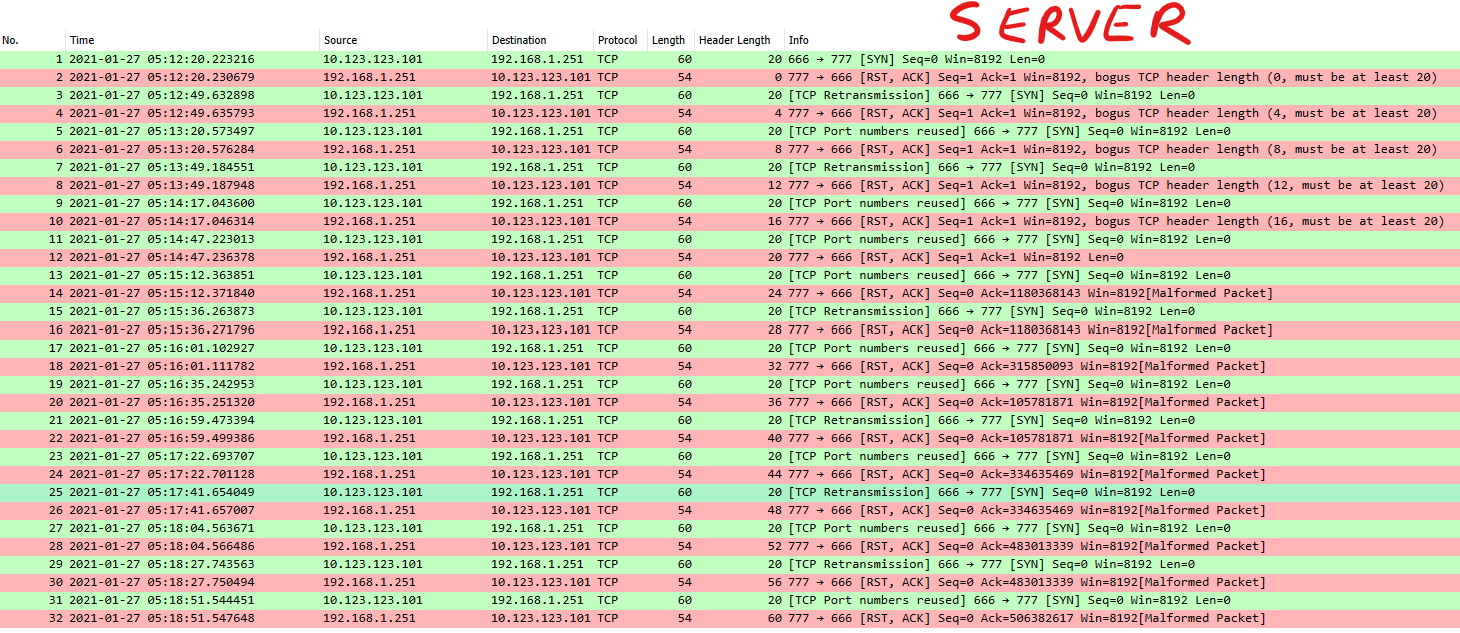 SERVER
No. Time Source Destination Protocol Length Header Length Info
1 2021-01-27 05:12:20.223216 10.123.123.101 192.168.1.251 TCP 60 20 666 → 777 [SYN] Seq=0 Win=8192 Len=0
2 2021-01-27 05:12:20.230679 192.168.1.251 10.123.123.101 TCP 54 0 777 → 666 [RST, ACK] Seq=1 Ack=1 Win=8192, bogus TCP header length (0, must be at least 20)
3 2021-01-27 05:12:49.632898 10.123.123.101 192.168.1.251 TCP 60 20 [TCP Retransmission] 666 → 777 [SYN] Seq=0 Win=8192 Len=0
4 2021-01-27 05:12:49.635793 192.168.1.251 10.123.123.101 TCP 54 4 777 → 666 [RST, ACK] Seq=1 Ack=1 Win=8192, bogus TCP header length (4, must be at least 20)
5 2021-01-27 05:13:20.573497 10.123.123.101 192.168.1.251 TCP 60 20 [TCP Port numbers reused] 666 → 777 [SYN] Seq=0 Win=8192 Len=0
6 2021-01-27 05:13:20.576284 192.168.1.251 10.123.123.101 TCP 54 8 777 → 666 [RST, ACK] Seq=1 Ack=1 Win=8192, bogus TCP header length (8, must be at least 20)
7 2021-01-27 05:13:49.184551 10.123.123.101 192.168.1.251 TCP 60 20 [TCP Retransmission] 666 → 777 [SYN] Seq=0 Win=8192 Len=0
8 2021-01-27 05:13:49.187948 192.168.1.251 10.123.123.101 TCP 54 12 777 → 666 [RST, ACK] Seq=1 Ack=1 Win=8192, bogus TCP header length (12, must be at least 20)
9 2021-01-27 05:14:17.043600 10.123.123.101 192.168.1.251 TCP 60 20 [TCP Port numbers reused] 666 → 777 [SYN] Seq=0 Win=8192 Len=0
10 2021-01-27 05:14:17.046314 192.168.1.251 10.123.123.101 TCP 54 16 777 → 666 [RST, ACK] Seq=1 Ack=1 Win=8192, bogus TCP header length (16, must be at least 20)
11 2021-01-27 05:14:47.223013 10.123.123.101 192.168.1.251 TCP 60 20 [TCP Port numbers reused] 666 → 777 [SYN] Seq=0 Win=8192 Len=0
12 2021-01-27 05:14:47.236378 192.168.1.251 10.123.123.101 TCP 54 20 777 → 666 [RST, ACK] Seq=1 Ack=1 Win=8192 Len=0
13 2021-01-27 05:15:12.363851 10.123.123.101 192.168.1.251 TCP 60 20 [TCP Port numbers reused] 666 → 777 [SYN] Seq=0 Win=8192 Len=0
14 2021-01-27 05:15:12.371840 192.168.1.251 10.123.123.101 TCP 54 24 777 → 666 [RST, ACK] Seq=0 Ack=1180368143 Win=8192[Malformed Packet]
15 2021-01-27 05:15:36.263873 10.123.123.101 192.168.1.251 TCP 60 20 [TCP Retransmission] 666 → 777 [SYN] Seq=0 Win=8192 Len=0
16 2021-01-27 05:15:36.271796 192.168.1.251 10.123.123.101 TCP 54 28 777 → 666 [RST, ACK] Seq=0 Ack=1180368143 Win=8192[Malformed Packet]
17 2021-01-27 05:16:01.102927 10.123.123.101 192.168.1.251 TCP 60 20 [TCP Port numbers reused] 666 → 777 [SYN] Seq=0 Win=8192 Len=0
18 2021-01-27 05:16:01.111782 192.168.1.251 10.123.123.101 TCP 54 32 777 → 666 [RST, ACK] Seq=0 Ack=315850093 Win=8192[Malformed Packet]
19 2021-01-27 05:16:35.242953 10.123.123.101 192.168.1.251 TCP 60 20 [TCP Port numbers reused] 666 → 777 [SYN] Seq=0 Win=8192 Len=0
20 2021-01-27 05:16:35.251320 192.168.1.251 10.123.123.101 TCP 54 36 777 → 666 [RST, ACK] Seq=0 Ack=105781871 Win=8192[Malformed Packet]
21 2021-01-27 05:16:59.473394 10.123.123.101 192.168.1.251 TCP 60 20 [TCP Retransmission] 666 → 777 [SYN] Seq=0 Win=8192 Len=0
22 2021-01-27 05:16:59.499386 192.168.1.251 10.123.123.101 TCP 54 40 777 → 666 [RST, ACK] Seq=0 Ack=105781871 Win=8192[Malformed Packet]
23 2021-01-27 05:17:22.693707 10.123.123.101 192.168.1.251 TCP 60 20 [TCP Port numbers reused] 666 → 777 [SYN] Seq=0 Win=8192 Len=0
24 2021-01-27 05:17:22.701128 192.168.1.251 10.123.123.101 TCP 54 44 777 → 666 [RST, ACK] Seq=0 Ack=334635469 Win=8192[Malformed Packet]
25 2021-01-27 05:17:41.654049 10.123.123.101 192.168.1.251 TCP 60 20 [TCP Retransmission] 666 → 777 [SYN] Seq=0 Win=8192 Len=0
26 2021-01-27 05:17:41.657007 192.168.1.251 10.123.123.101 TCP 54 48 777 → 666 [RST, ACK] Seq=0 Ack=334635469 Win=8192[Malformed Packet]
27 2021-01-27 05:18:04.563671 10.123.123.101 192.168.1.251 TCP 60 20 [TCP Port numbers reused] 666 → 777 [SYN] Seq=0 Win=8192 Len=0
28 2021-01-27 05:18:04.566486 192.168.1.251 10.123.123.101 TCP 54 52 777 → 666 [RST, ACK] Seq=0 Ack=483013339 Win=8192[Malformed Packet]
29 2021-01-27 05:18:27.743563 10.123.123.101 192.168.1.251 TCP 60 20 [TCP Retransmission] 666 → 777 [SYN] Seq=0 Win=8192 Len=0
30 2021-01-27 05:18:27.750494 192.168.1.251 10.123.123.101 TCP 54 56 777 → 666 [RST, ACK] Seq=0 Ack=483013339 Win=8192[Malformed Packet]
31 2021-01-27 05:18:51.544451 10.123.123.101 192.168.1.251 TCP 60 20 [TCP Port numbers reused] 666 → 777 [SYN] Seq=0 Win=8192 Len=0
32 2021-01-27 05:18:51.547648 192.168.1.251 10.123.123.101 TCP 54 60 777 → 666 [RST, ACK] Seq=0 Ack=506382617 Win=8192[Malformed Packet]